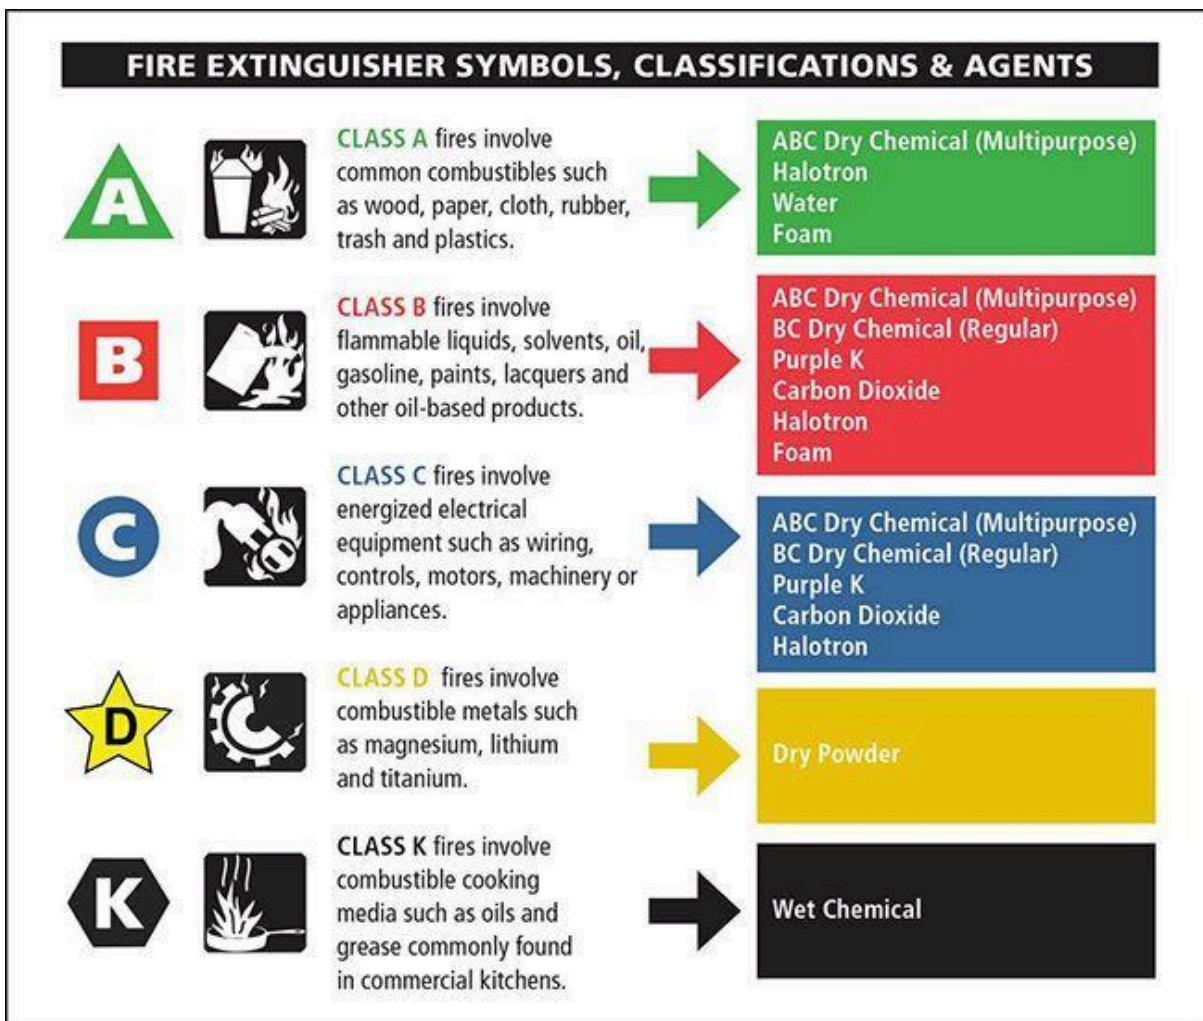 FIRE EXTINGUISHER SYMBOLS, CLASSIFICATIONS & AGENTS
A
CLASS A fires involve
common combustibles such
as wood, paper, cloth, rubber,
trash and plastics.
ABC Dry Chemical (Multipurpose)
Halotron
Water
Foam
B
CLASS B fires involve
flammable liquids, solvents, oil,
gasoline, paints, lacquers and
other oil-based products.
ABC Dry Chemical (Multipurpose)
BC Dry Chemical (Regular)
Purple K
Carbon Dioxide
Halotron
Foam
C
CLASS C fires involve
energized electrical
equipment such as wiring,
controls, motors, machinery or
appliances.
ABC Dry Chemical (Multipurpose)
BC Dry Chemical (Regular)
Purple K
Carbon Dioxide
Halotron
D
CLASS D fires involve
combustible metals such
as magnesium, lithium
and titanium.
Dry Powder
K
CLASS K fires involve
combustible cooking
media such as oils and
grease commonly found
in commercial kitchens.
Wet Chemical